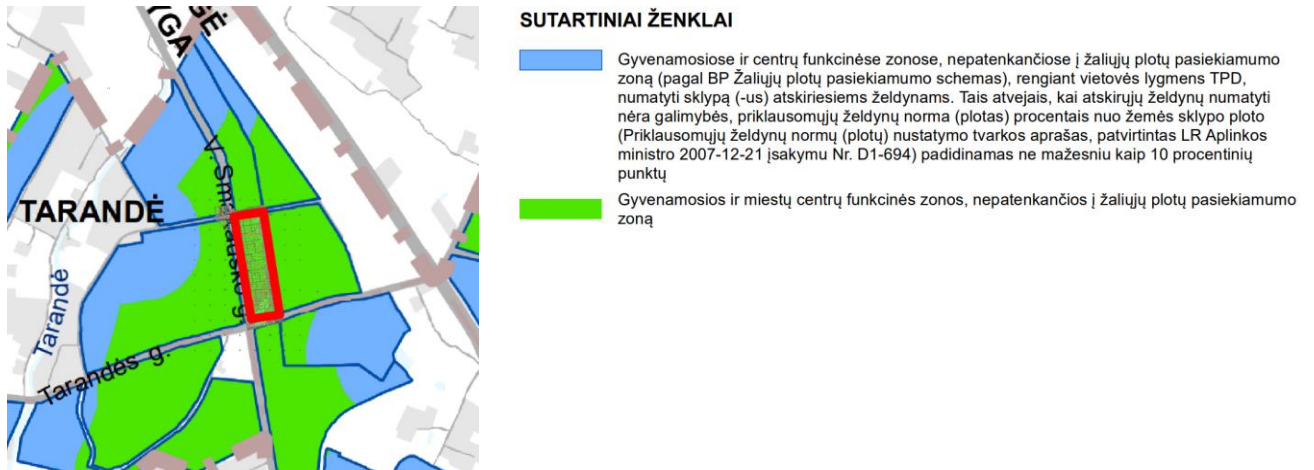 YGA
GĖ
V. Smalausko g.
TARANDĖ
Tarandė
Tarandės g.
SUTARTINIAI ŽENKLAI
Gyvenamosiose ir centrų funkcinėse zonose, nepatenkančiose į žaliųjų plotų pasiekiamumo
zoną (pagal BP Žaliųjų plotų pasiekiamumo schemas), rengiant vietovės lygmens TPD,
numatyti sklypą (-us) atskiriesiems želdynams. Tais atvejais, kai atskirųjų želdynų numatyti
nėra galimybės, priklausomųjų želdynų norma (plotas) procentais nuo žemės sklypo ploto
(Priklausomųjų želdynų normų (plotų) nustatymo tvarkos aprašas, patvirtintas LR Aplinkos
ministro 2007-12-21 įsakymu Nr. D1-694) padidinamas ne mažesniu kaip 10 procentinių
punktų
Gyvenamosios ir miestų centrų funkcinės zonos, nepatenkančios į žaliųjų plotų pasiekiamumo
zoną